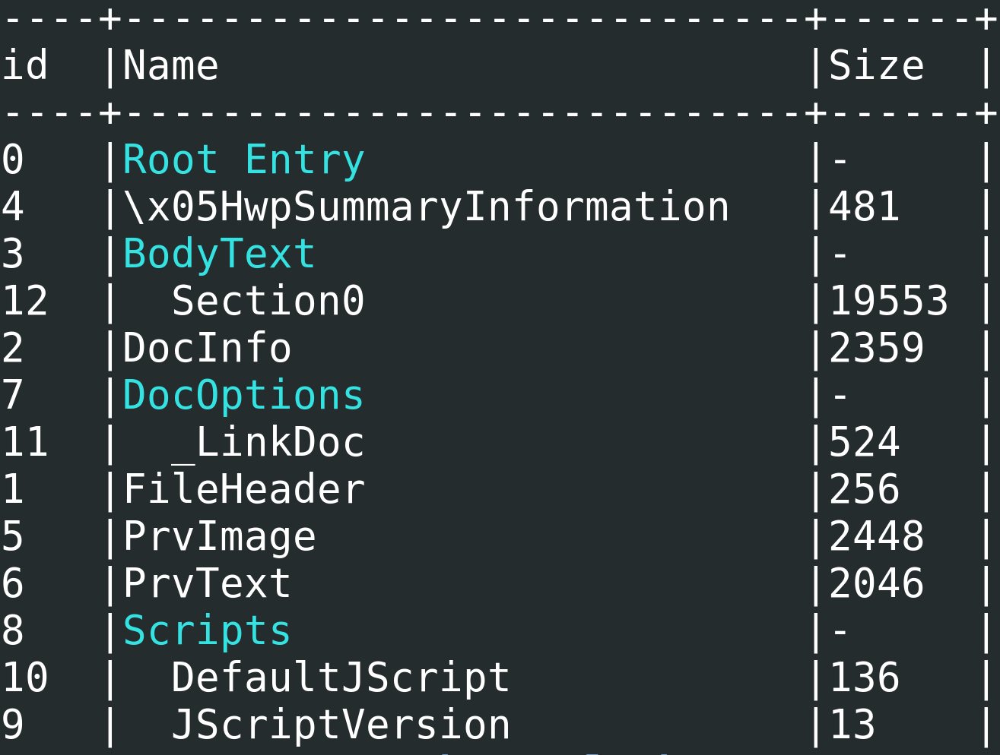 ----+----------------------------+------+
id  |Name                        |Size  |
----+----------------------------+------+
0   |Root Entry                  |-     |
4   |\x05HwpSummaryInformation   |481   |
3   |BodyText                    |-     |
12  |  Section0                  |19553 |
2   |DocInfo                     |2359  |
7   |DocOptions                  |-     |
11  |  _LinkDoc                  |524   |
1   |FileHeader                  |256   |
5   |PrvImage                    |2448  |
6   |PrvText                     |2046  |
8   |Scripts                     |-     |
10  |  DefaultJScript            |136   |
9   |  JScriptVersion            |13    |